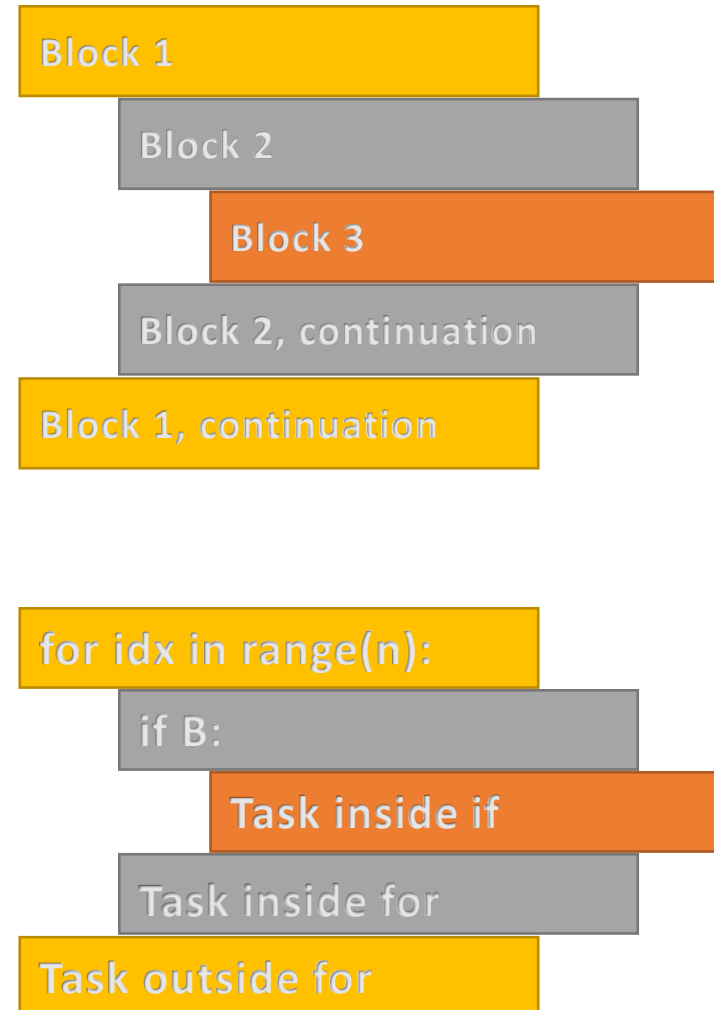 Block 1
Block 2
Block 3
Block 2, continuation
Block 1, continuation
for idx in range(n):
if B:
Task inside if
Task inside for
Task outside for